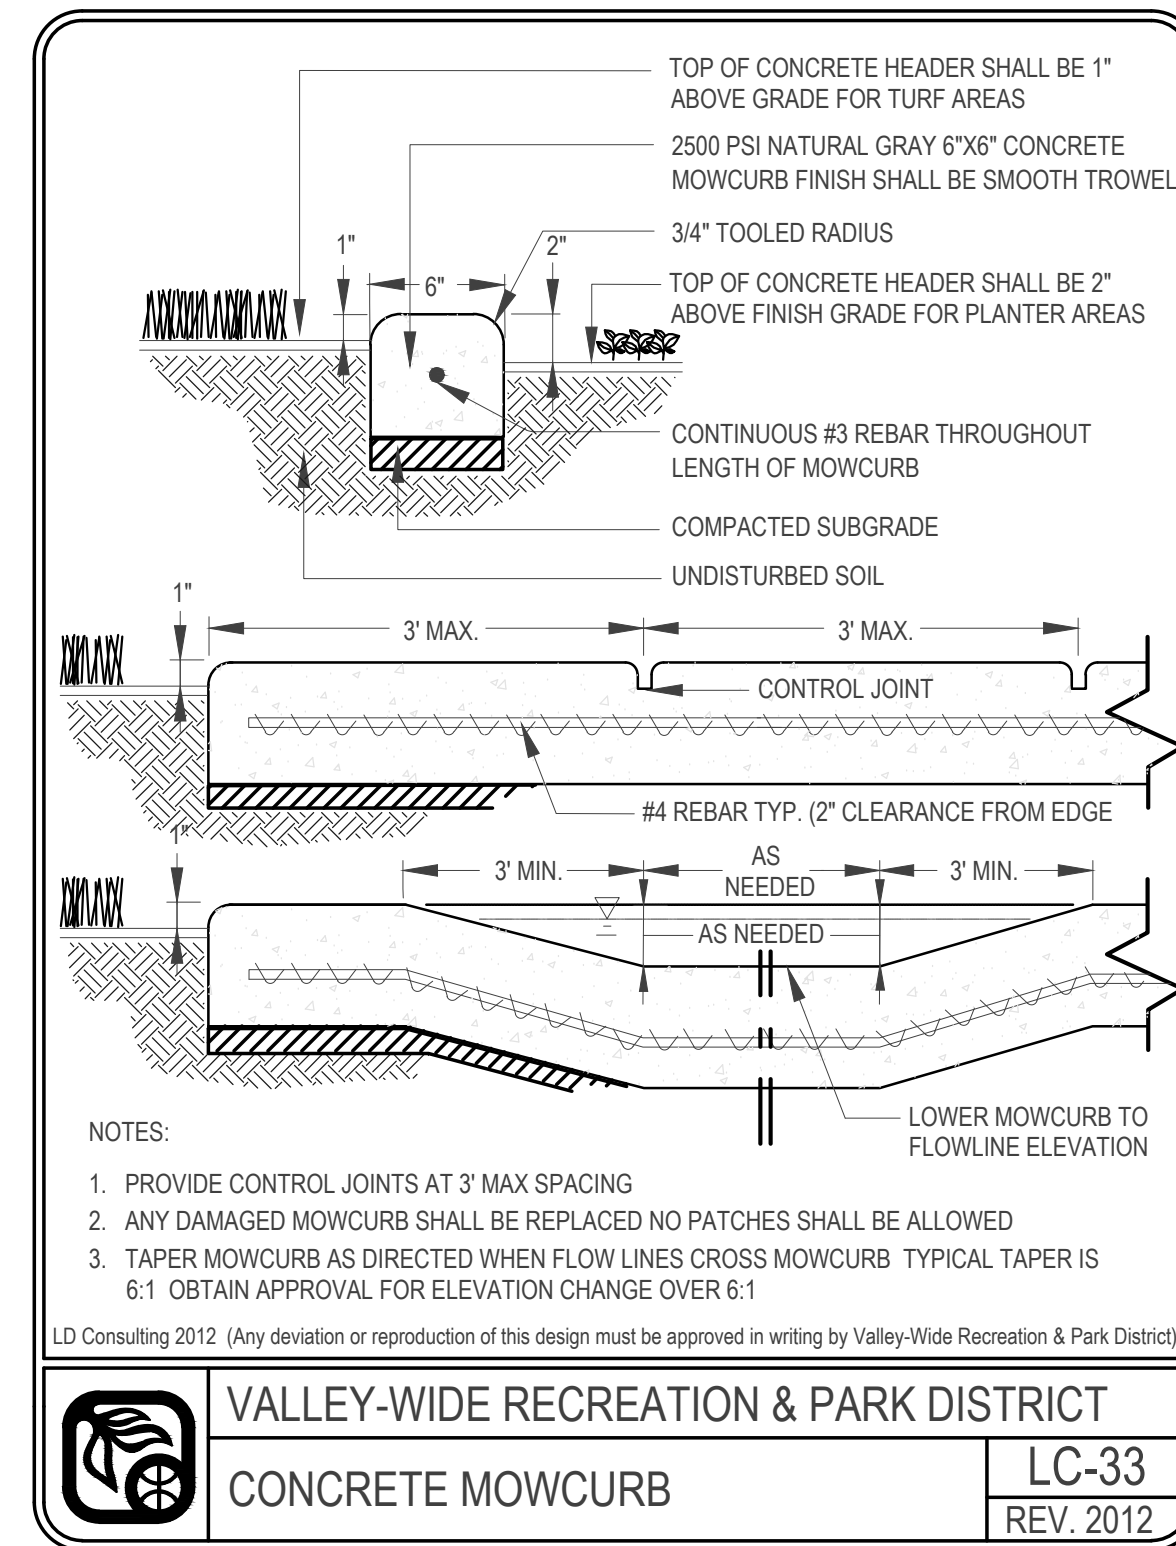 TOP OF CONCRETE HEADER SHALL BE 1"
ABOVE GRADE FOR TURF AREAS
2500 PSI NATURAL GRAY 6"X6" CONCRETE
MOWCURB FINISH SHALL BE SMOOTH TROWEL
3/4" TOOLED RADIUS
1"
2"
6"
TOP OF CONCRETE HEADER SHALL BE 2"
ABOVE FINISH GRADE FOR PLANTER AREAS
CONTINUOUS #3 REBAR THROUGHOUT
LENGTH OF MOWCURB
COMPACTED SUBGRADE
UNDISTURBED SOIL
1"
3' MAX.
3' MAX.
CONTROL JOINT
#4 REBAR TYP. (2" CLEARANCE FROM EDGE
1"
3' MIN.
AS
NEEDED
3' MIN.
AS NEEDED
LOWER MOWCURB TO
FLOWLINE ELEVATION
NOTES:
1. PROVIDE CONTROL JOINTS AT 3' MAX SPACING
2. ANY DAMAGED MOWCURB SHALL BE REPLACED NO PATCHES SHALL BE ALLOWED
3. TAPER MOWCURB AS DIRECTED WHEN FLOW LINES CROSS MOWCURB TYPICAL TAPER IS
6:1 OBTAIN APPROVAL FOR ELEVATION CHANGE OVER 6:1
LD Consulting 2012 (Any deviation or reproduction of this design must be approved in writing by Valley-Wide Recreation & Park District)
VALLEY-WIDE RECREATION & PARK DISTRICT
CONCRETE MOWCURB
LC-33
REV. 2012